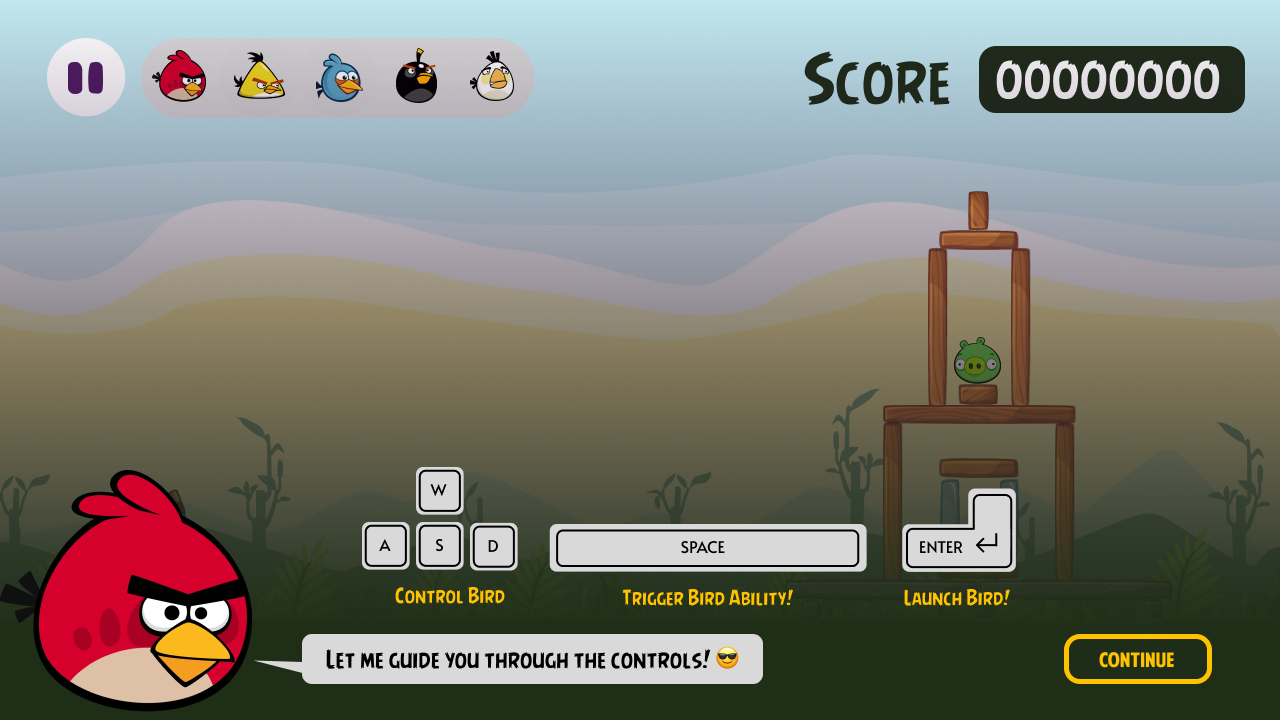 SCORE 00000000
W
A S D SPACE ENTER
CONTROL BIRD TRIGGER BIRD ABILITY! LAUNCH BIRD!
LET ME GUIDE YOU THROUGH THE CONTROLS! 😎 CONTINUE